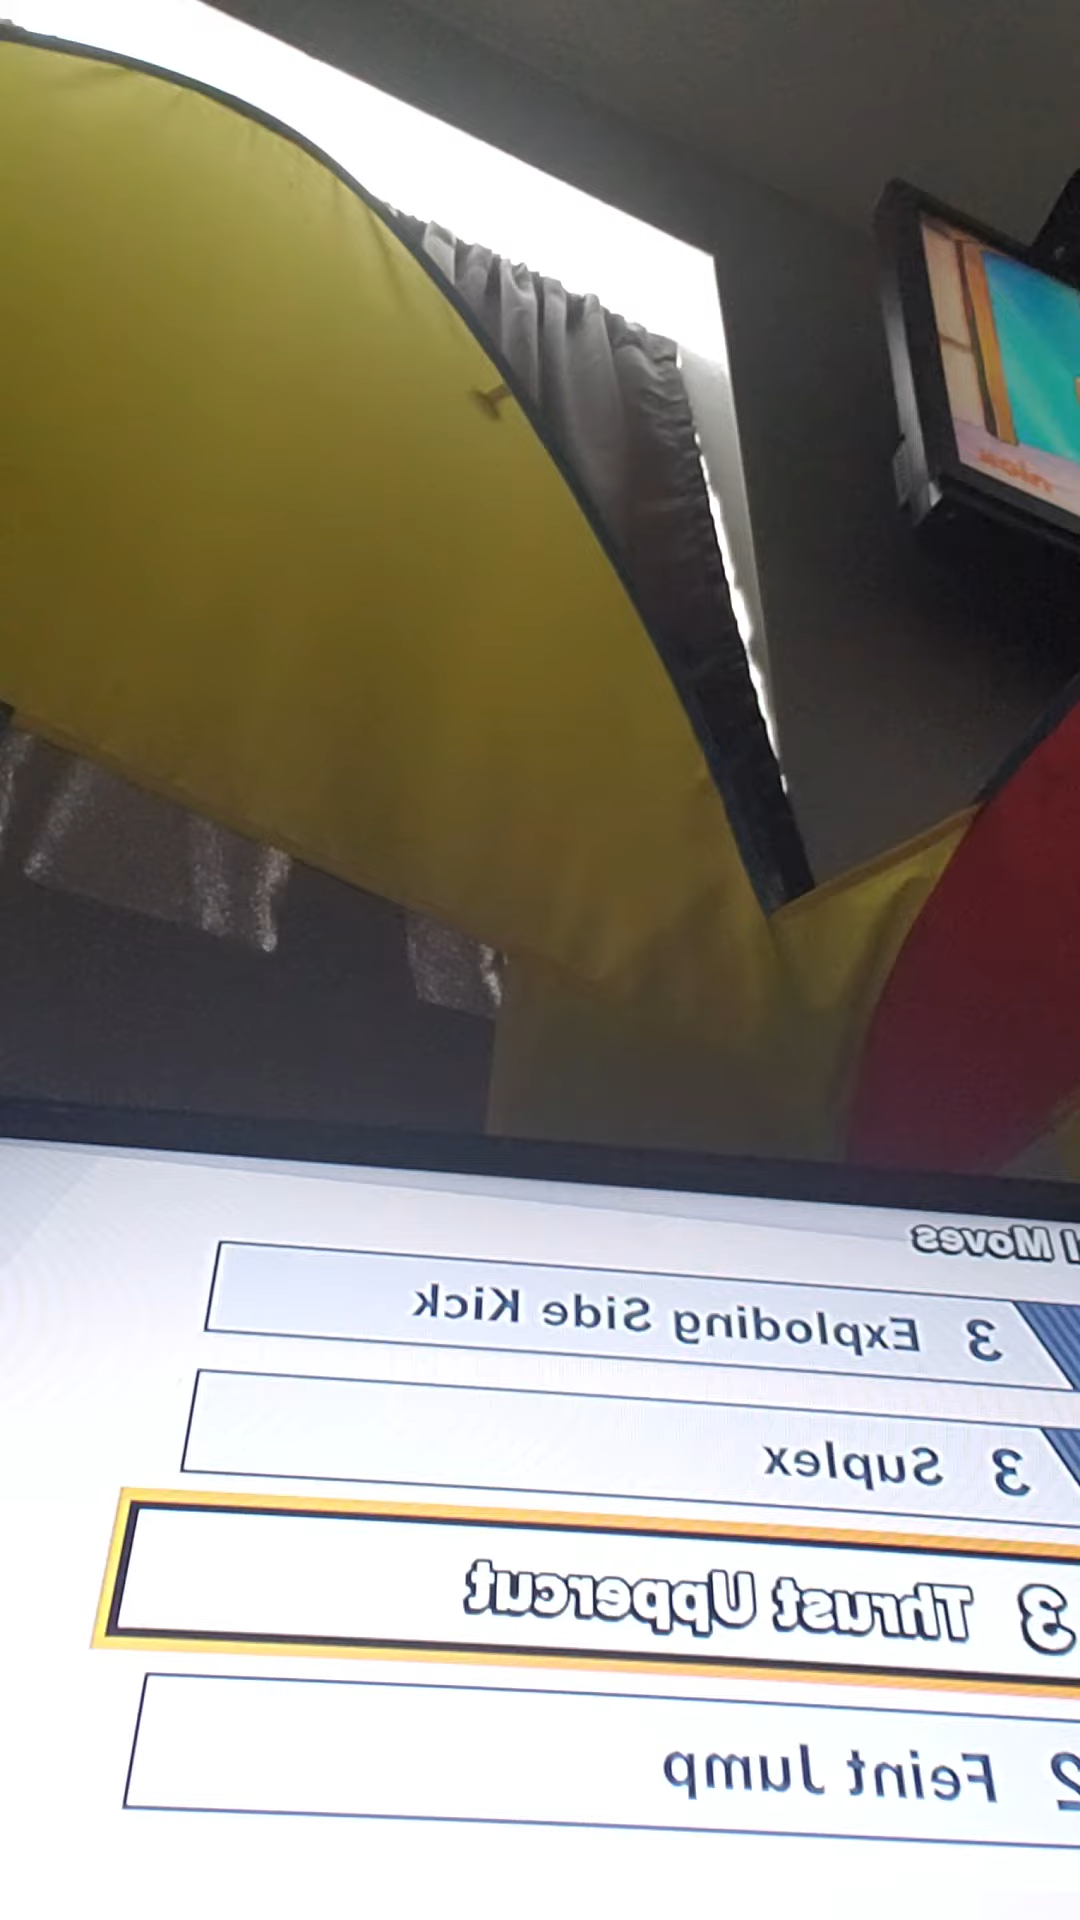 l Moves
3 Exploding Side Kick
3 Suplex
3 Thrust Uppercut
2 Feint Jump